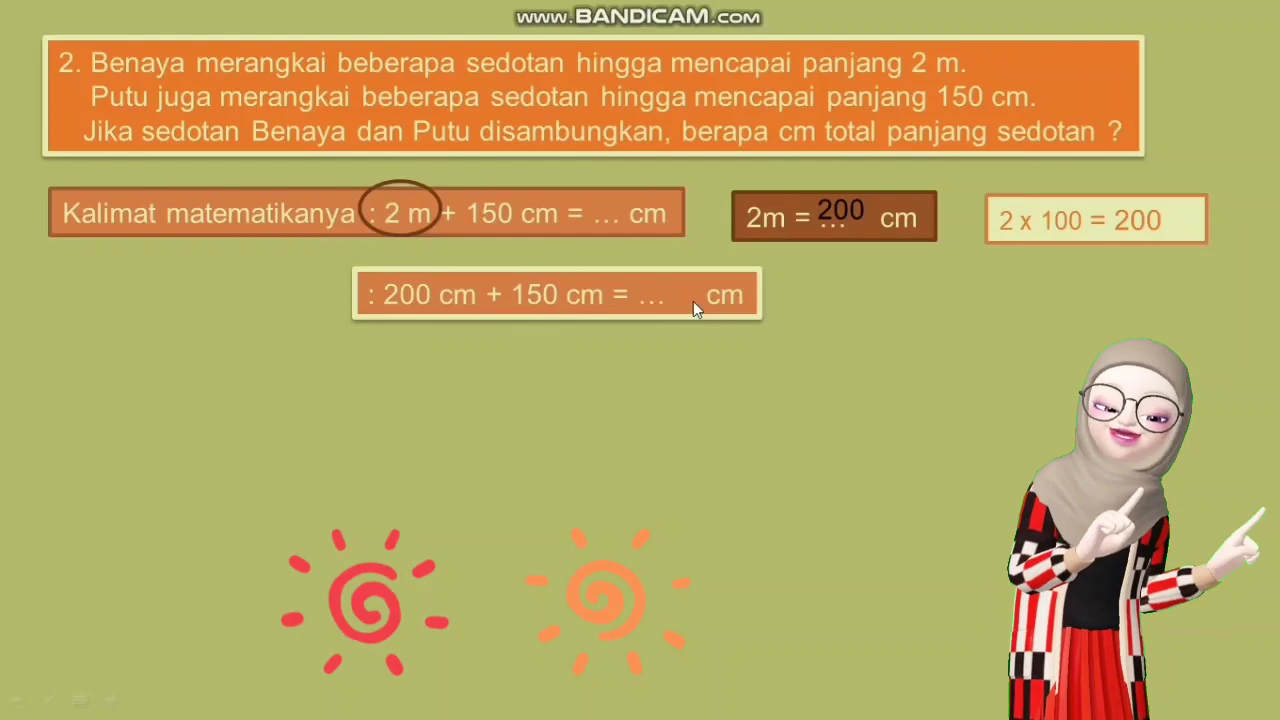 www.BANDICAM.com
2. Benaya merangkai beberapa sedotan hingga mencapai panjang 2 m.
Putu juga merangkai beberapa sedotan hingga mencapai panjang 150 cm.
Jika sedotan Benaya dan Putu disambungkan, berapa cm total panjang sedotan ?
Kalimat matematikanya : 2 m + 150 cm = ... cm
2m = ... 200 cm
2 x 100 = 200
: 200 cm + 150 cm = ... cm